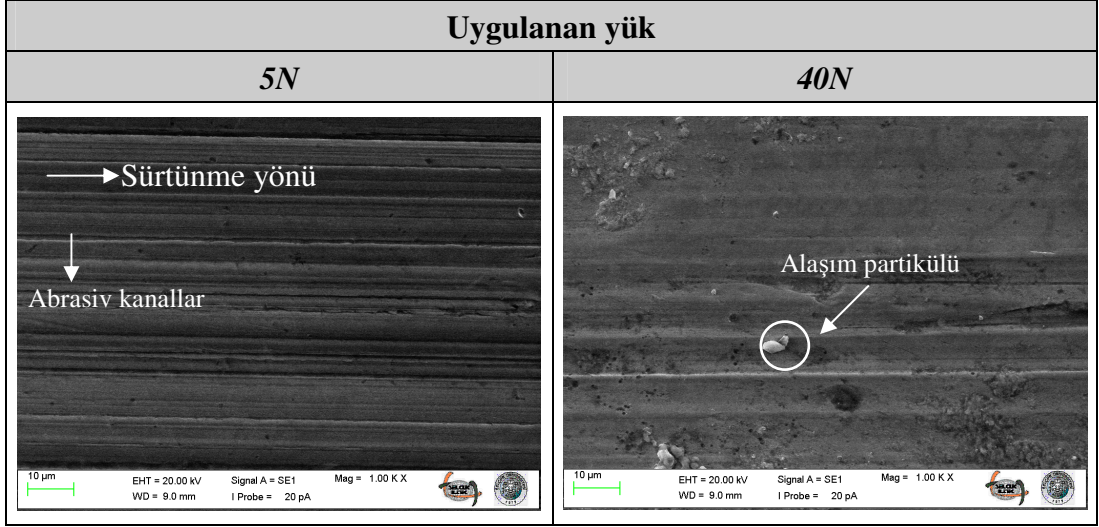 Uygulanan yük
5N
40N
Sürtünme yönü
Abrasiv kanallar
Alaşım partikülü
10 µm
EHT = 20.00 kV
Signal A = SE1
Mag = 1.00 K X
WD = 9.0 mm
I Probe = 20 pA
10 µm
EHT = 20.00 kV
Signal A = SE1
Mag = 1.00 K X
WD = 9.0 mm
I Probe = 20 pA